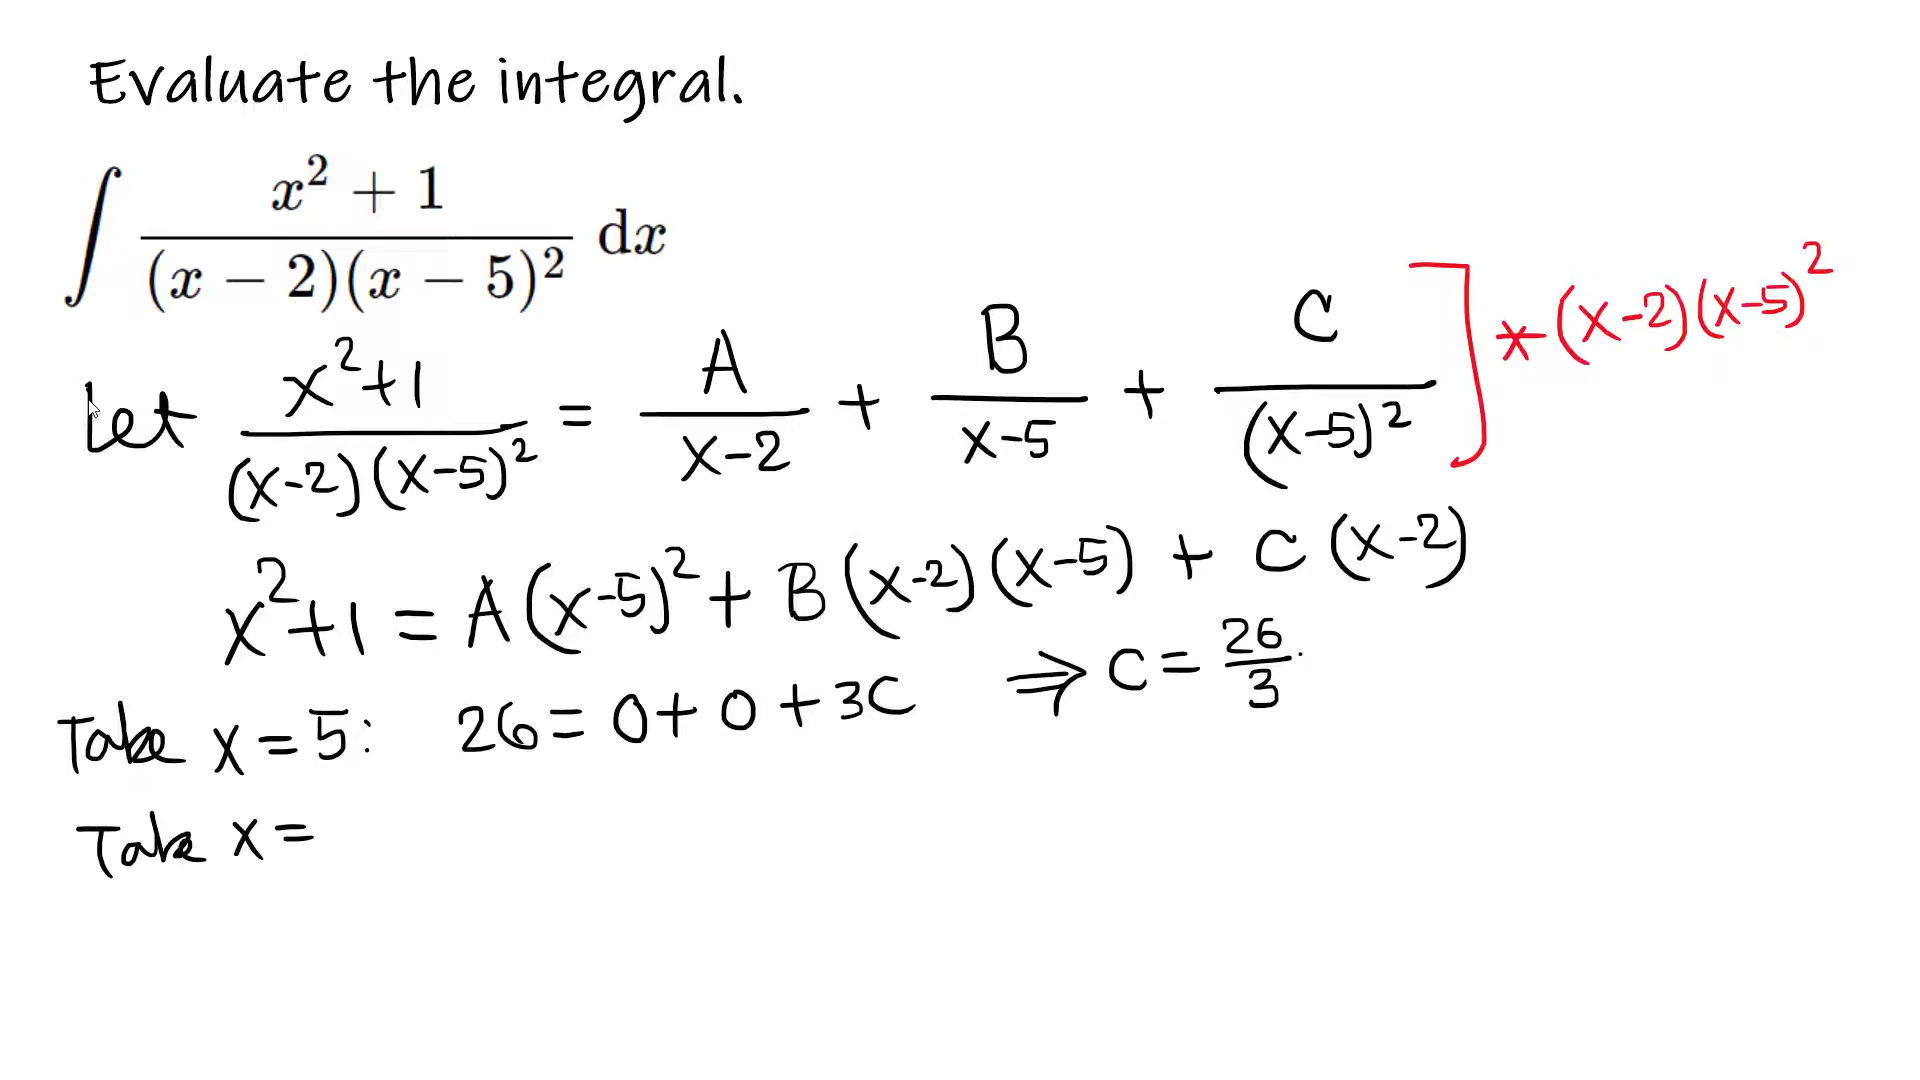 Evaluate the integral.
∫ (x² + 1)/((x − 2)(x − 5)²) dx
Let (x²+1)/((x-2)(x-5)²) = A/(x-2) + B/(x-5) + C/(x-5)² ] * (x-2)(x-5)²
x²+1 = A(x-5)² + B(x-2)(x-5) + C(x-2)
Take x = 5: 26 = 0 + 0 + 3C ⇒ C = 26/3.
Take x =